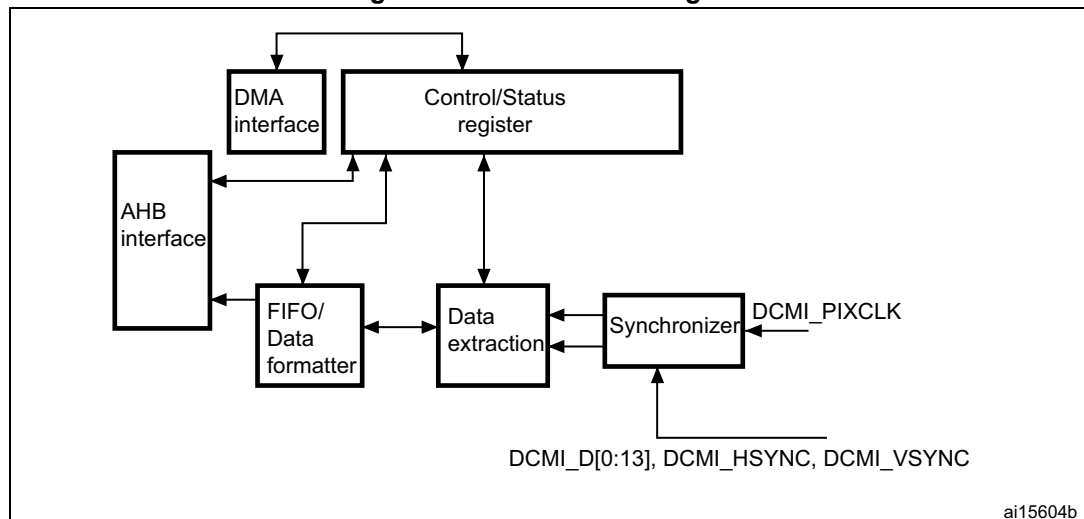 DMA
interface
Control/Status
register
AHB
interface
FIFO/
Data
formatter
Data
extraction
Synchronizer
DCMI_PIXCLK
DCMI_D[0:13], DCMI_HSYNC, DCMI_VSYNC
ai15604b